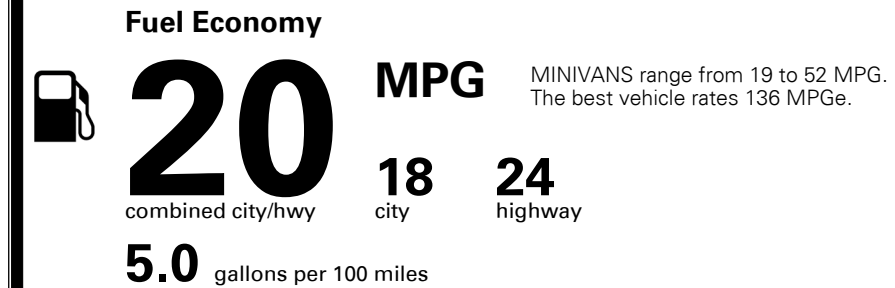 Fuel Economy
20 MPG
MINIVANS range from 19 to 52 MPG.
The best vehicle rates 136 MPGe.
18 24
combined city/hwy city highway
5.0 gallons per 100 miles